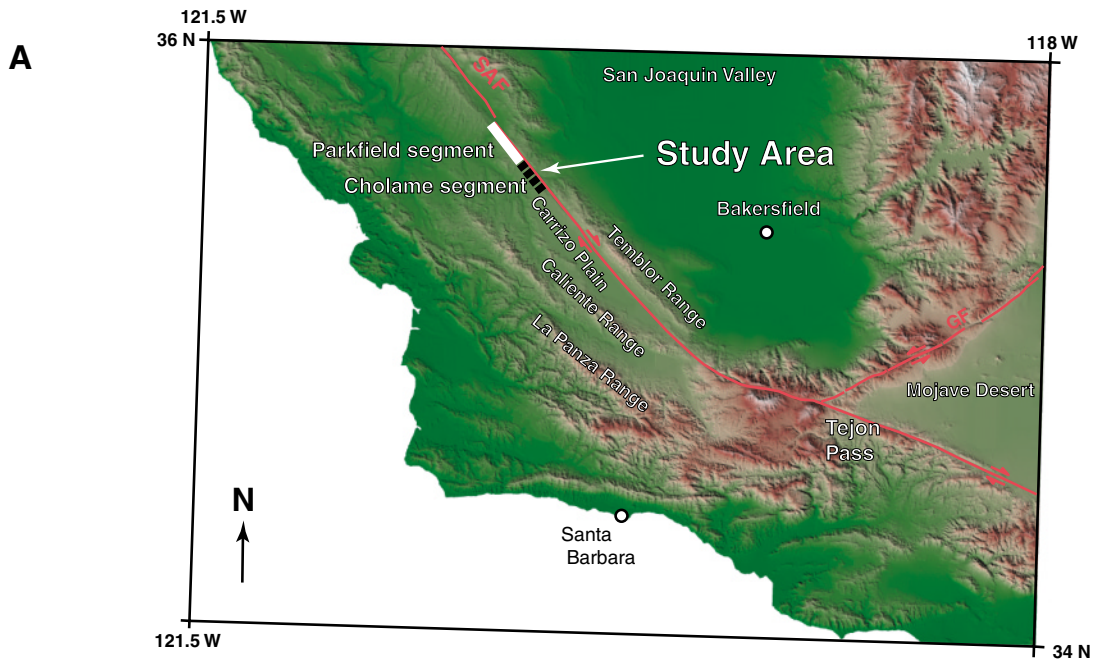 A
121.5 W
36 N
118 W
SAF
San Joaquin Valley
Parkfield segment
Study Area
Cholame segment
Bakersfield
Carrizo Plain
Temblor Range
Caliente Range
La Panza Range
GF
Mojave Desert
Tejon
Pass
N
Santa
Barbara
121.5 W
34 N